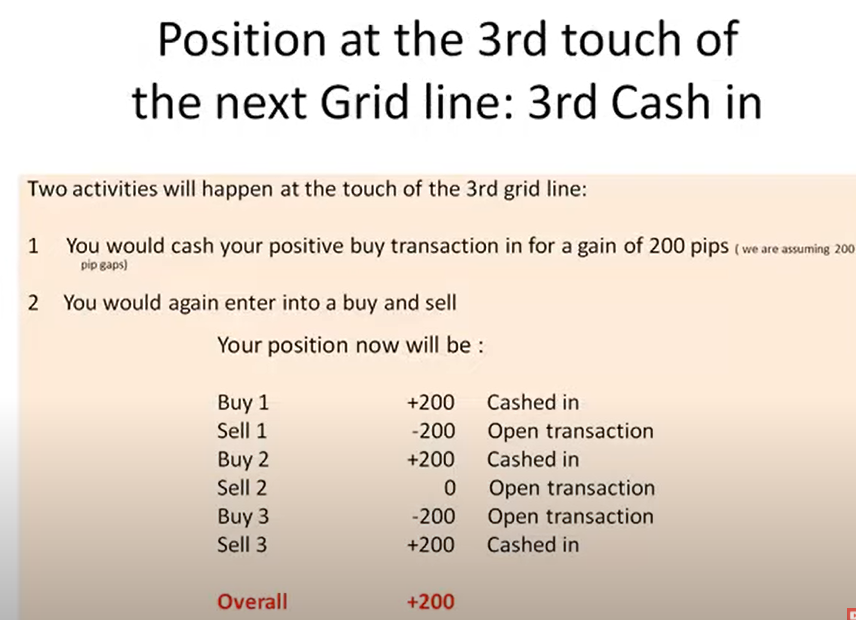 Position at the 3rd touch of
the next Grid line: 3rd Cash in
Two activities will happen at the touch of the 3rd grid line:
1 You would cash your positive buy transaction in for a gain of 200 pips ( we are assuming 200
pip gaps)
2 You would again enter into a buy and sell
Your position now will be :
Buy 1 +200 Cashed in
Sell 1 -200 Open transaction
Buy 2 +200 Cashed in
Sell 2 0 Open transaction
Buy 3 -200 Open transaction
Sell 3 +200 Cashed in
Overall +200